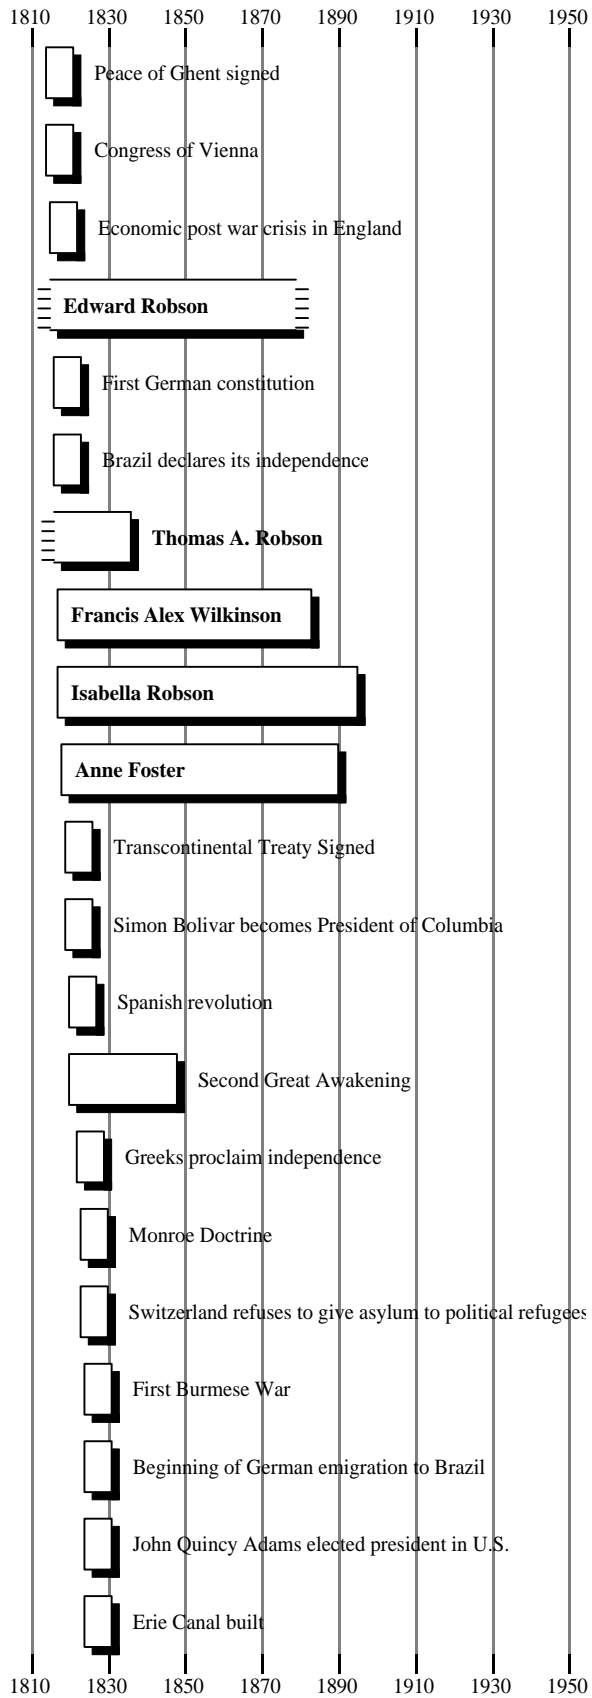 1810 1830 1850 1870 1890 1910 1930 1950
Peace of Ghent signed
Congress of Vienna
Economic post war crisis in England
Edward Robson
First German constitution
Brazil declares its independence
Thomas A. Robson
Francis Alex Wilkinson
Isabella Robson
Anne Foster
Transcontinental Treaty Signed
Simon Bolivar becomes President of Columbia
Spanish revolution
Second Great Awakening
Greeks proclaim independence
Monroe Doctrine
Switzerland refuses to give asylum to political refugees
First Burmese War
Beginning of German emigration to Brazil
John Quincy Adams elected president in U.S.
Erie Canal built
1810 1830 1850 1870 1890 1910 1930 1950